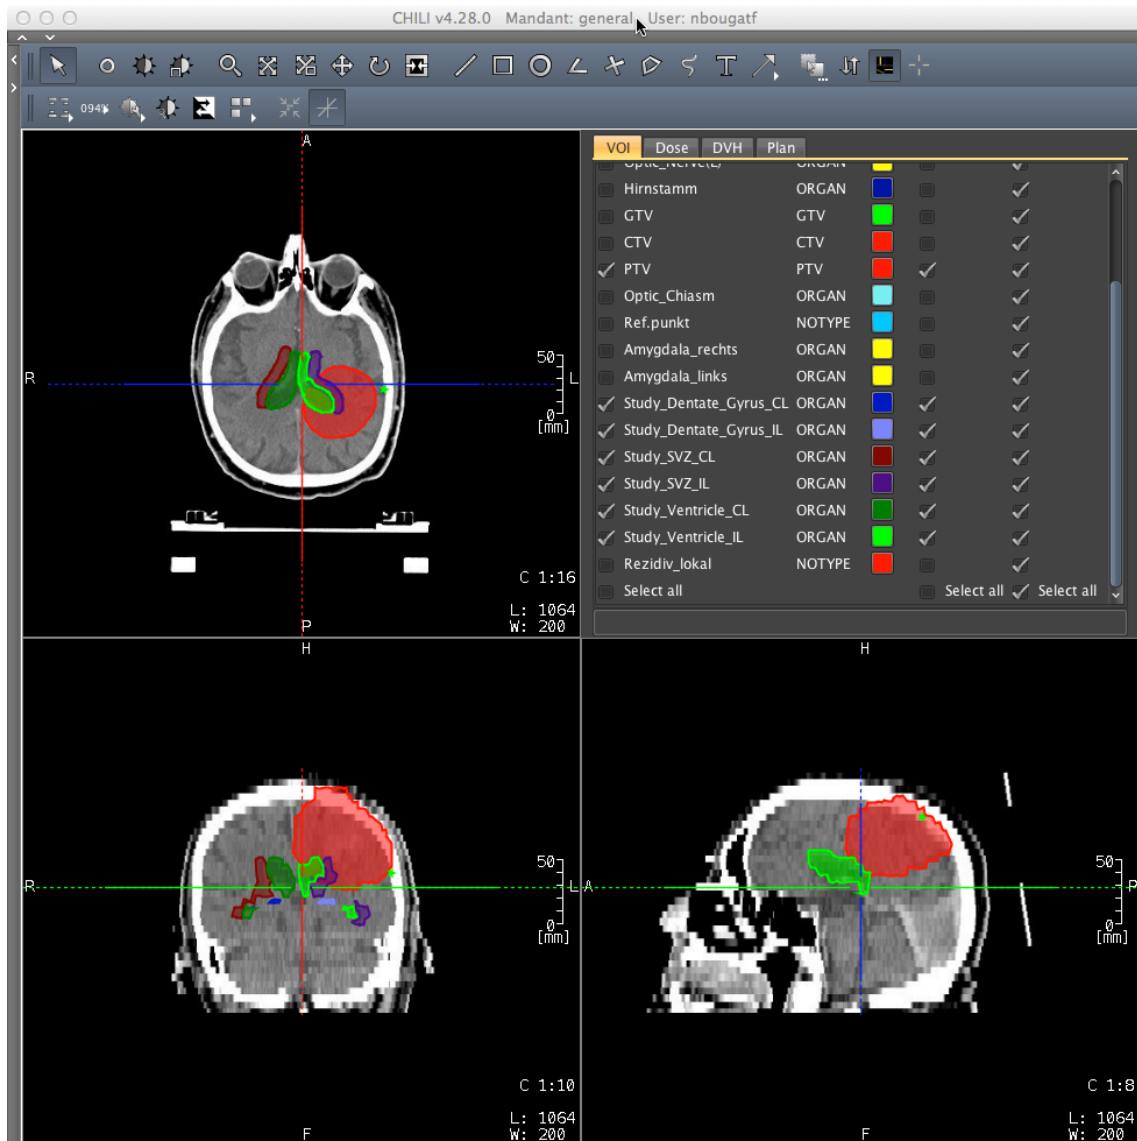 CHILI v4.28.0 Mandant: general User: nbougatf
094%
A
R
L
50
0
[mm]
C 1:16
L: 1064
W: 200
P
VOI Dose DVH Plan
Optic_Nerve(L) ORGAN
Hirnstamm ORGAN
GTV GTV
CTV CTV
PTV PTV
Optic_Chiasm ORGAN
Ref.punkt NOTYPE
Amygdala_rechts ORGAN
Amygdala_links ORGAN
Study_Dentate_Gyrus_CL ORGAN
Study_Dentate_Gyrus_IL ORGAN
Study_SVZ_CL ORGAN
Study_SVZ_IL ORGAN
Study_Ventricle_CL ORGAN
Study_Ventricle_IL ORGAN
Rezidiv_lokal NOTYPE
Select all Select all Select all
H
R
L
50
0
[mm]
C 1:10
L: 1064
W: 200
F
H
A
P
50
0
[mm]
C 1:8
L: 1064
W: 200
F